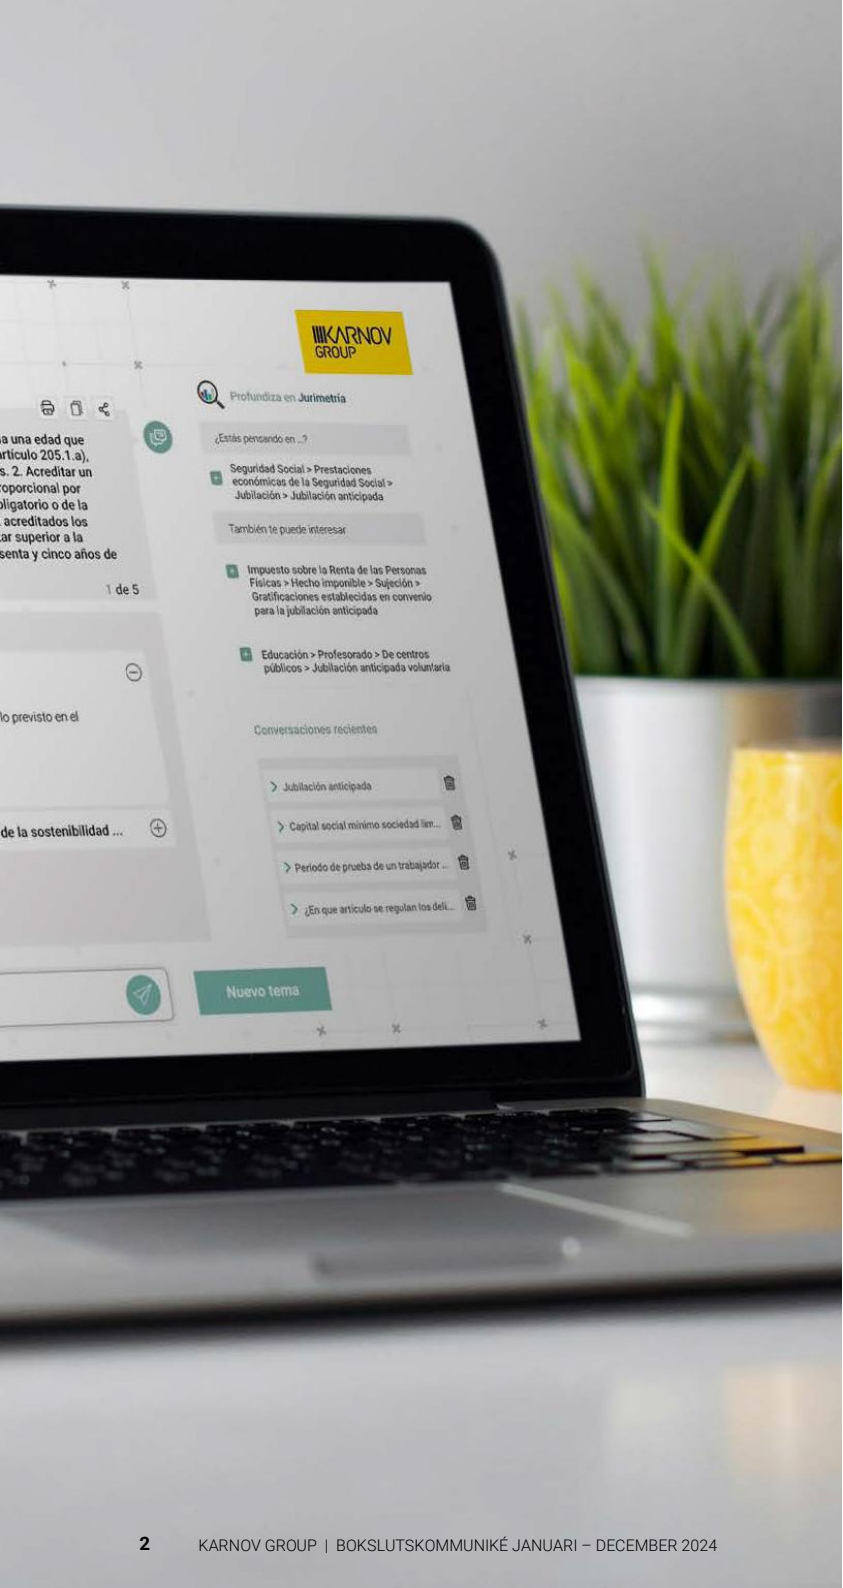 KARNOV
GROUP
Profundiza en Jurimetría
¿Estás pensando en ..?
Seguridad Social > Prestaciones
económicas de la Seguridad Social >
Jubilación > Jubilación anticipada
También te puede interesar
Impuesto sobre la Renta de las Personas
Físicas > Hecho imponible > Sujeción >
Gratificaciones establecidas en convenio
para la jubilación anticipada
Educación > Profesorado > De centros
públicos > Jubilación anticipada voluntaria
Conversaciones recientes
Jubilación anticipada
Capital social mínimo sociedad lim...
Periodo de prueba de un trabajador ...
¿En que artículo se regulan los deli...
Nuevo tema
a una edad que
artículo 205.1.a),
s. 2. Acreditar un
roporcional por
bligatorio o de la
acreditados los
ar superior a la
senta y cinco años de
1 de 5
lo previsto en el
de la sostenibilidad ...
2 KARNOV GROUP | BOKSLUTSKOMMUNIKÉ JANUARI – DECEMBER 2024